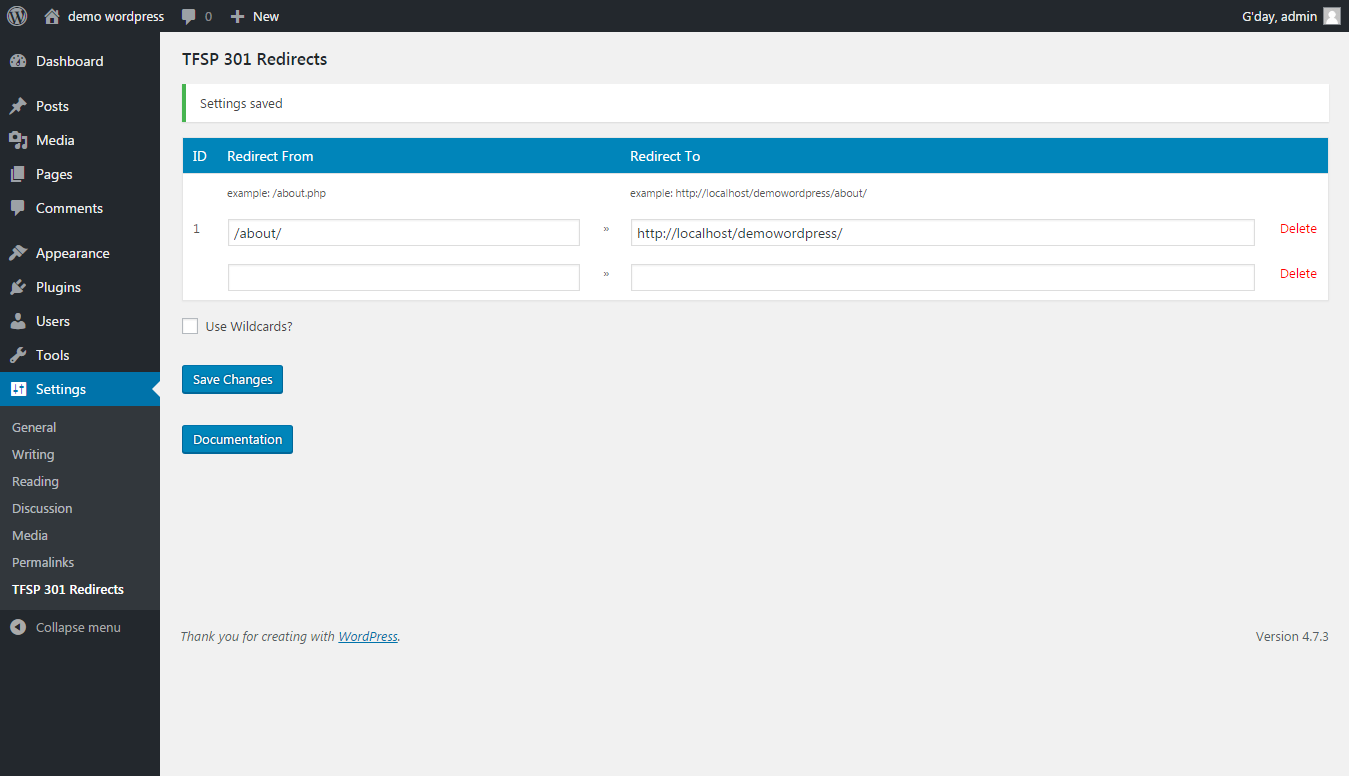 demo wordpress 0 New G'day, admin
Dashboard
Posts
Media
Pages
Comments
Appearance
Plugins
Users
Tools
Settings
General
Writing
Reading
Discussion
Media
Permalinks
TFSP 301 Redirects
Collapse menu
TFSP 301 Redirects
Settings saved
ID Redirect From Redirect To
example: /about.php example: http://localhost/demowordpress/about/
1 /about/ » http://localhost/demowordpress/ Delete
» Delete
Use Wildcards?
Save Changes
Documentation
Thank you for creating with WordPress. Version 4.7.3